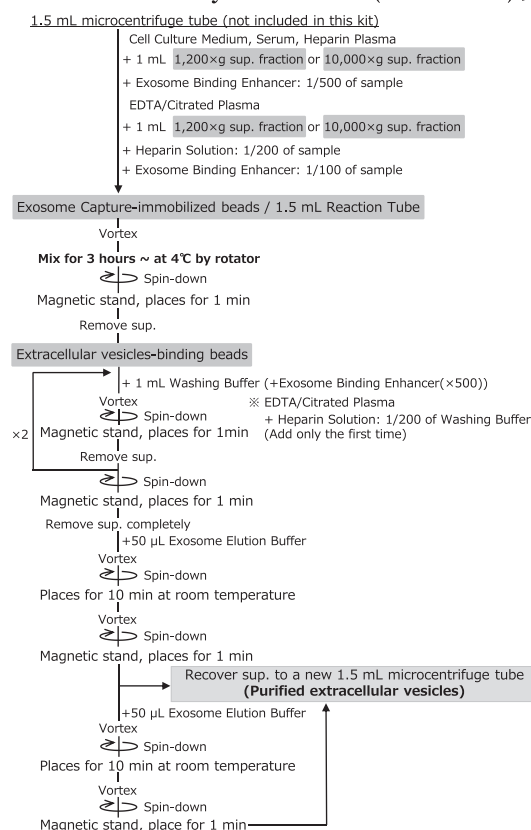 1.5 mL microcentrifuge tube (not included in this kit)
Cell Culture Medium, Serum, Heparin Plasma
+ 1 mL 1,200×g sup. fraction or 10,000×g sup. fraction
+ Exosome Binding Enhancer: 1/500 of sample
EDTA/Citrated Plasma
+ 1 mL 1,200×g sup. fraction or 10,000×g sup. fraction
+ Heparin Solution: 1/200 of sample
+ Exosome Binding Enhancer: 1/100 of sample
Exosome Capture-immobilized beads / 1.5 mL Reaction Tube
Vortex
Mix for 3 hours ~ at 4℃ by rotator
Spin-down
Magnetic stand, places for 1 min
Remove sup.
Extracellular vesicles-binding beads
+ 1 mL Washing Buffer (+Exosome Binding Enhancer(×500))
Vortex
※ EDTA/Citrated Plasma
Spin-down
+ Heparin Solution: 1/200 of Washing Buffer
Magnetic stand, places for 1min
(Add only the first time)
×2
Remove sup.
Spin-down
Magnetic stand, places for 1 min
Remove sup. completely
+50 μL Exosome Elution Buffer
Vortex
Spin-down
Places for 10 min at room temperature
Vortex
Spin-down
Magnetic stand, places for 1 min
Recover sup. to a new 1.5 mL microcentrifuge tube
(Purified extracellular vesicles)
+50 μL Exosome Elution Buffer
Vortex
Spin-down
Places for 10 min at room temperature
Vortex
Spin-down
Magnetic stand, place for 1 min